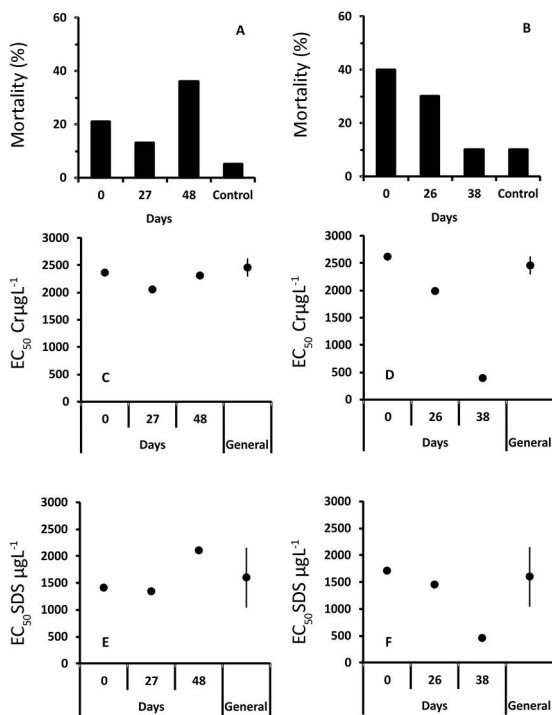 A
Mortality (%)
60
40
20
0
0 27 48 Control
Days
B
Mortality (%)
60
40
20
0
0 26 38 Control
Days
EC50 CrµgL-1
3000
2500
2000
1500
1000
500
0
C
0 27 48
Days General
EC50 CrµgL-1
3000
2500
2000
1500
1000
500
0
D
0 26 38
Days General
EC50SDS µgL-1
3000
2500
2000
1500
1000
500
0
E
0 27 48
Days General
EC50SDS µgL-1
3000
2500
2000
1500
1000
500
0
F
0 26 38
Days General